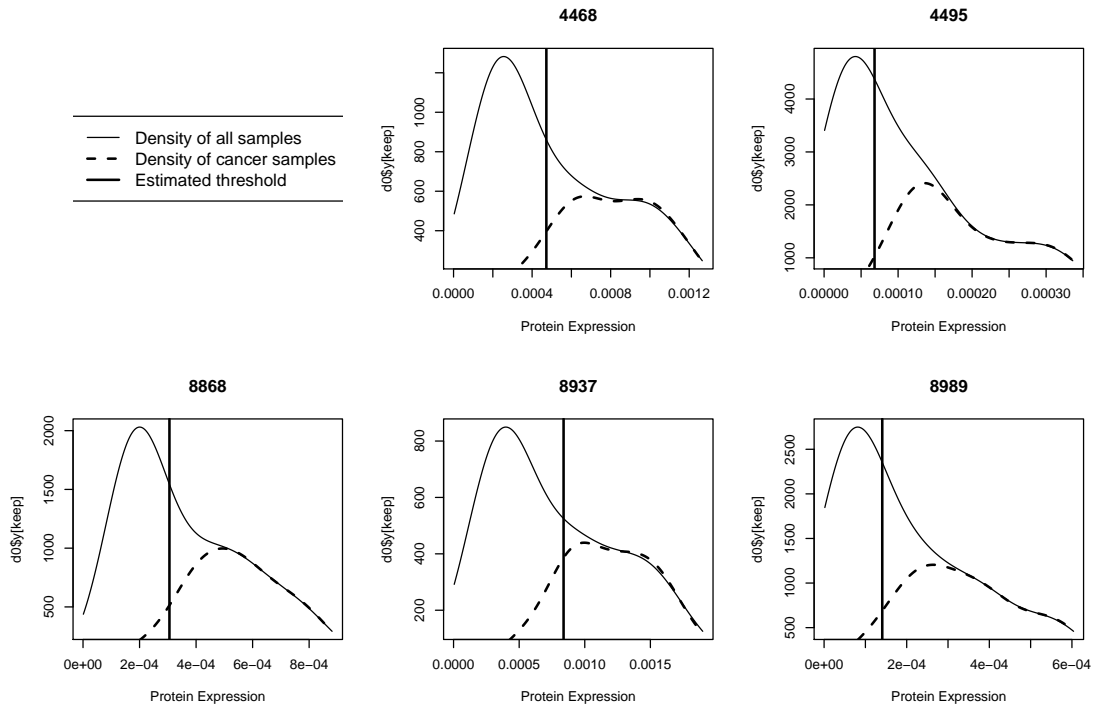 4468
4495
Density of all samples
Density of cancer samples
Estimated threshold
d0$y[keep]
400 600 800 1000
0.0000 0.0004 0.0008 0.0012
Protein Expression
d0$y[keep]
1000 2000 3000 4000
0.00000 0.00010 0.00020 0.00030
Protein Expression
8868
8937
8989
d0$y[keep]
500 1000 1500 2000
0e+00 2e−04 4e−04 6e−04 8e−04
Protein Expression
d0$y[keep]
200 400 600 800
0.0000 0.0005 0.0010 0.0015
Protein Expression
d0$y[keep]
500 1000 1500 2000 2500
0e+00 2e−04 4e−04 6e−04
Protein Expression